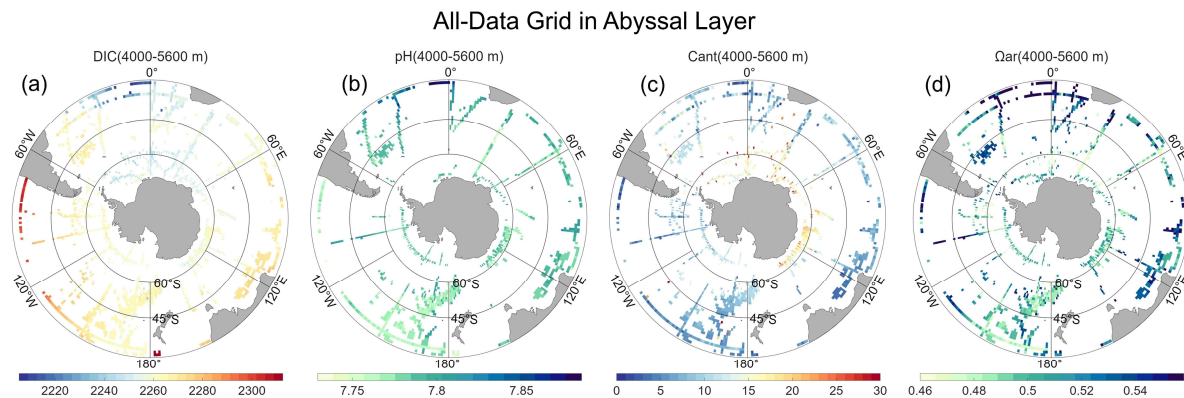 All-Data Grid in Abyssal Layer
(a) DIC(4000-5600 m)
0°
60°E
120°E
180°
120°W
60°W
60°S
45°S
2220 2240 2260 2280 2300
(b) pH(4000-5600 m)
0°
60°E
120°E
180°
120°W
60°W
60°S
45°S
7.75 7.8 7.85
(c) Cant(4000-5600 m)
0°
60°E
120°E
180°
120°W
60°W
60°S
45°S
0 5 10 15 20 25 30
(d) Ωar(4000-5600 m)
0°
60°E
120°E
180°
120°W
60°W
60°S
45°S
0.46 0.48 0.5 0.52 0.54